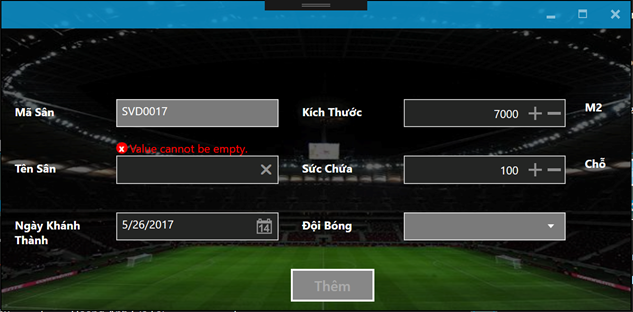 Mã Sân
SVD0017
Kích Thước
7000
M2
Value cannot be empty.
Tên Sân
Sức Chứa
100
Chỗ
Ngày Khánh
Thành
5/26/2017
14
Đội Bóng
Thêm